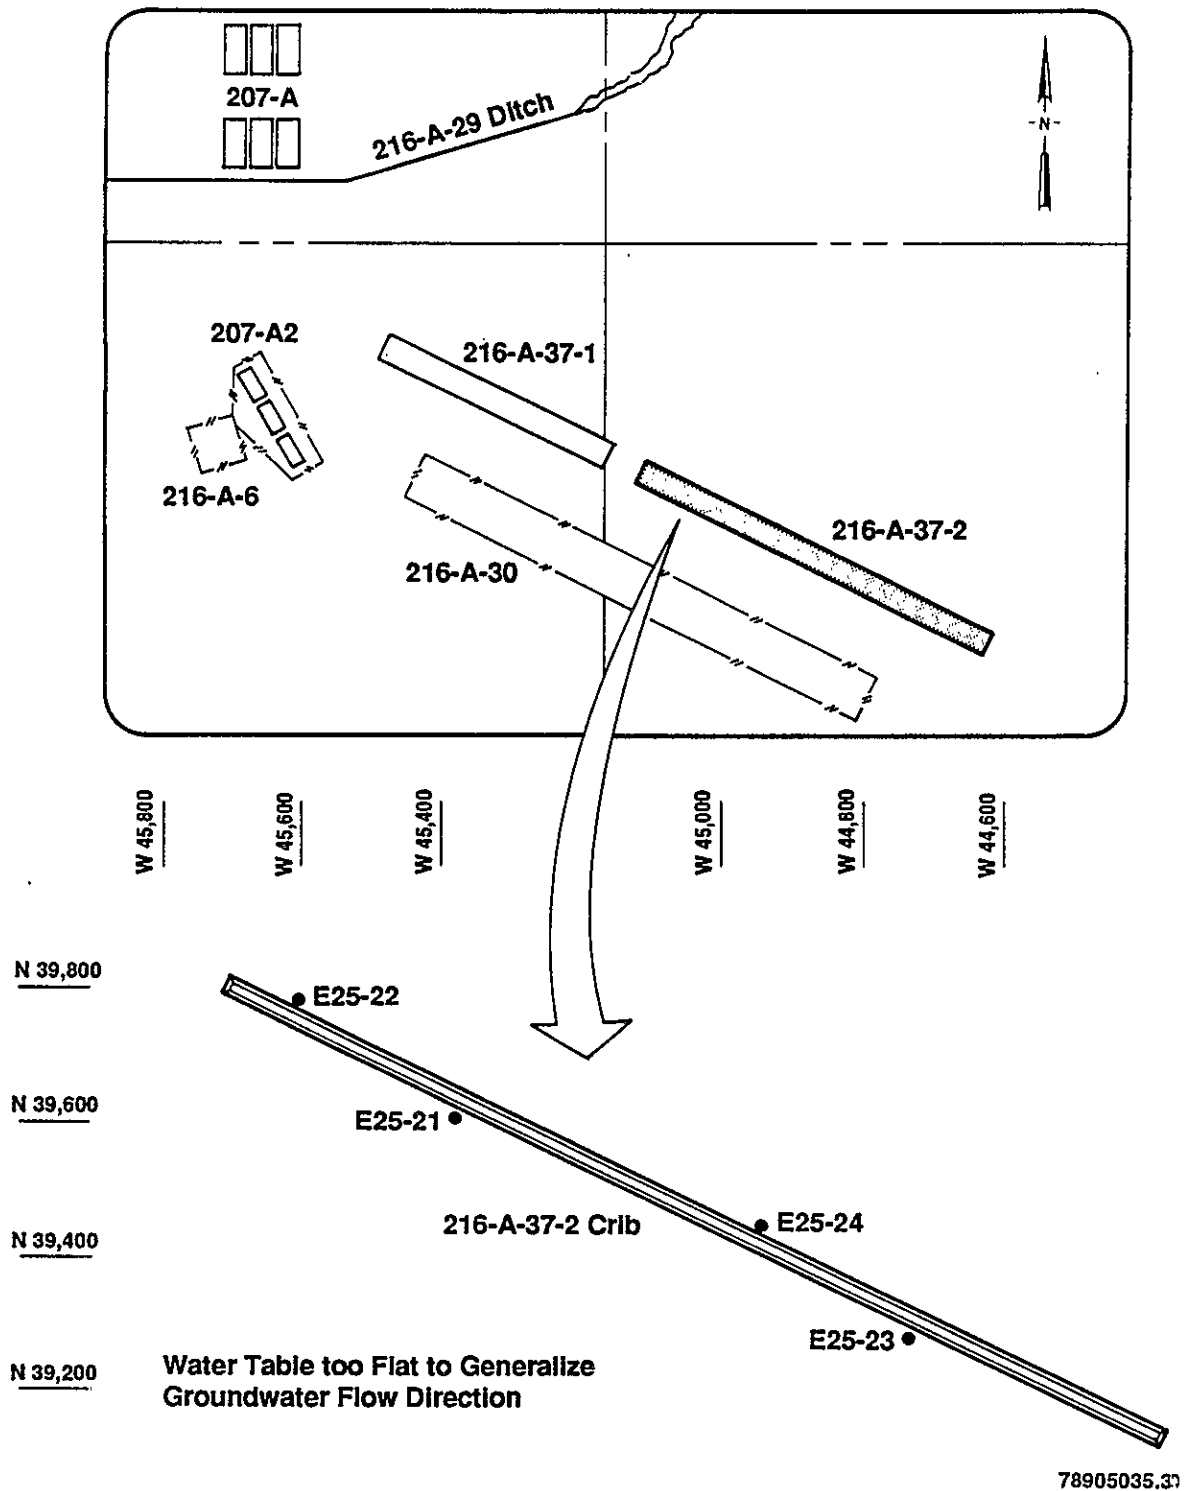 207-A
216-A-29 Ditch
-N-
207-A2
216-A-37-1
216-A-6
216-A-37-2
216-A-30
W 45,800
W 45,600
W 45,400
W 45,000
W 44,800
W 44,600
N 39,800
E25-22
N 39,600
E25-21
216-A-37-2 Crib
E25-24
N 39,400
E25-23
N 39,200
Water Table too Flat to Generalize
Groundwater Flow Direction